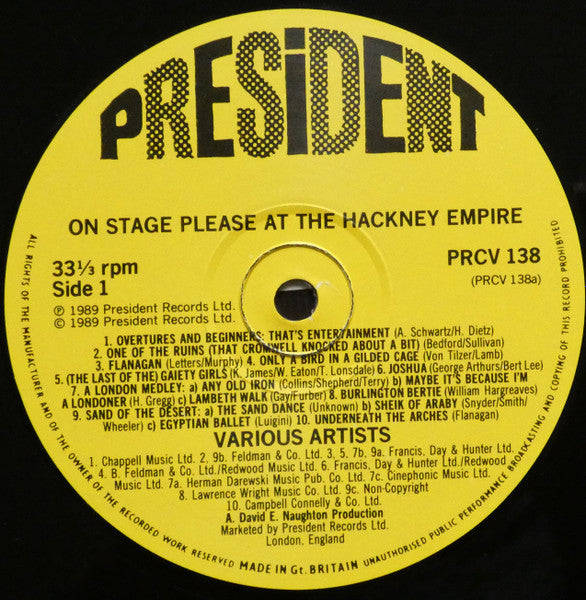 PRESiDENT
ON STAGE PLEASE AT THE HACKNEY EMPIRE
33⅓ rpm
Side 1
PRCV 138
(PRCV 138a)
℗ 1989 President Records Ltd.
© 1989 President Records Ltd.
1. OVERTURES AND BEGINNERS: THAT'S ENTERTAINMENT (A. Schwartz/H. Dietz)
2. ONE OF THE RUINS (THAT CROMWELL KNOCKED ABOUT A BIT) (Bedford/Sullivan)
3. FLANAGAN (Letters/Murphy) 4. ONLY A BIRD IN A GILDED CAGE (Von Tilzer/Lamb)
5. (THE LAST OF THE) GAIETY GIRLS (K. James/W. Eaton/T. Lonsdale) 6. JOSHUA (George Arthurs/Bert Lee)
7. A LONDON MEDLEY: a) ANY OLD IRON (Collins/Shepherd/Terry) b) MAYBE IT'S BECAUSE I'M
A LONDONER (H. Gregg) c) LAMBETH WALK (Gay/Furber) 8. BURLINGTON BERTIE (William Hargreaves)
9. SAND OF THE DESERT: a) THE SAND DANCE (Unknown) b) SHEIK OF ARABY (Snyder/Smith/
Wheeler) c) EGYPTIAN BALLET (Luigini) 10. UNDERNEATH THE ARCHES (Flanagan)
VARIOUS ARTISTS
1. Chappell Music Ltd. 2, 9b. Feldman & Co. Ltd. 3, 5, 7b, 9a. Francis, Day & Hunter Ltd.
4. B. Feldman & Co. Ltd./Redwood Music Ltd. 6. Francis, Day & Hunter Ltd./Redwood
Music Ltd. 7a. Herman Darewski Music Pub. Co. Ltd. 7c. Cinephonic Music Ltd.
8. Lawrence Wright Music Co. Ltd. 9c. Non-Copyright
10. Campbell Connelly & Co. Ltd.
A. David E. Naughton Production
Marketed by President Records Ltd.
London, England
ALL RIGHTS OF THE MANUFACTURER AND OF THE OWNER OF THE RECORDED WORK RESERVED
MADE IN Gt. BRITAIN
UNAUTHORISED PUBLIC PERFORMANCE BROADCASTING AND COPYING OF THIS RECORD PROHIBITED